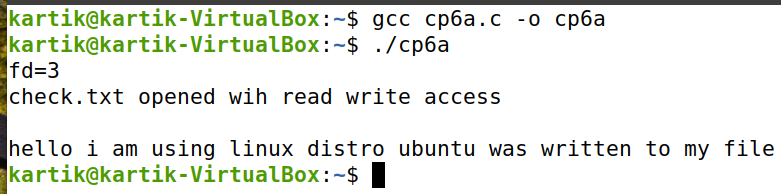 kartik@kartik-VirtualBox:~$ gcc cp6a.c -o cp6a
kartik@kartik-VirtualBox:~$ ./cp6a
fd=3
check.txt opened wih read write access
hello i am using linux distro ubuntu was written to my file
kartik@kartik-VirtualBox:~$